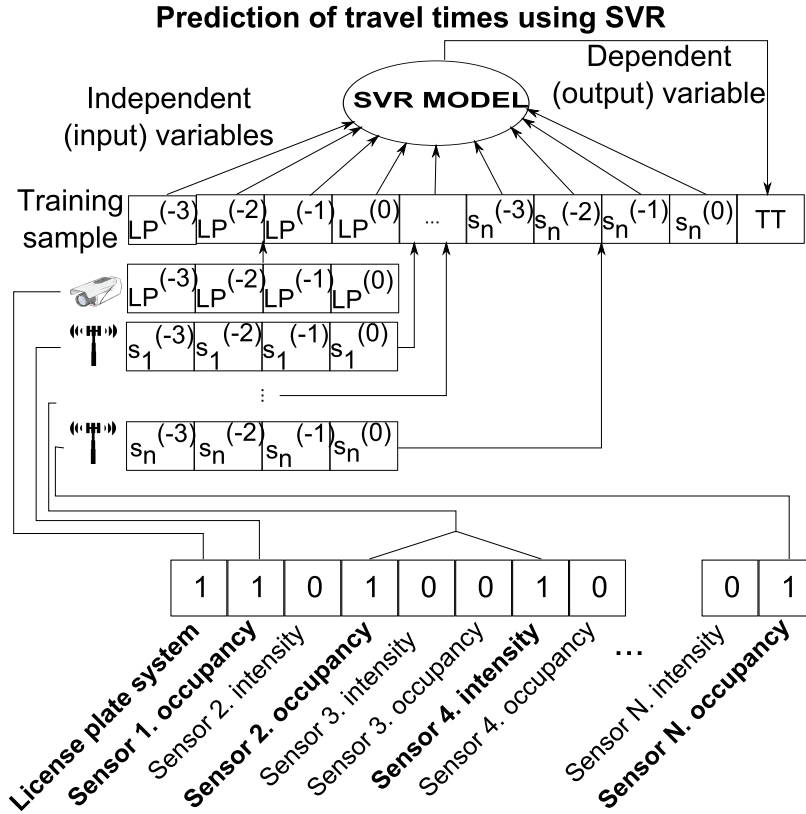 Prediction of travel times using SVR
Independent
(input) variables
SVR MODEL
Dependent
(output) variable
Training
sample
LP(-3) LP(-2) LP(-1) LP(0) ... sn(-3) sn(-2) sn(-1) sn(0) TT
LP(-3) LP(-2) LP(-1) LP(0)
s1(-3) s1(-2) s1(-1) s1(0)
...
sn(-3) sn(-2) sn(-1) sn(0)
1 1 0 1 0 0 1 0 0 1
License plate system
Sensor 1. occupancy
Sensor 2. intensity
Sensor 2. occupancy
Sensor 3. intensity
Sensor 3. occupancy
Sensor 4. intensity
Sensor 4. occupancy
...
Sensor N. intensity
Sensor N. occupancy